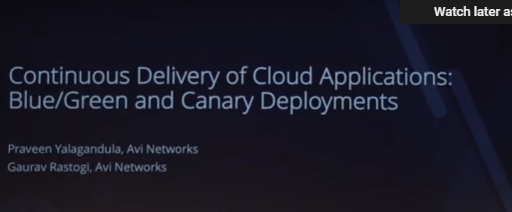 Watch later
Continuous Delivery of Cloud Applications:
Blue/Green and Canary Deployments
Praveen Yalagandula, Avi Networks
Gaurav Rastogi, Avi Networks